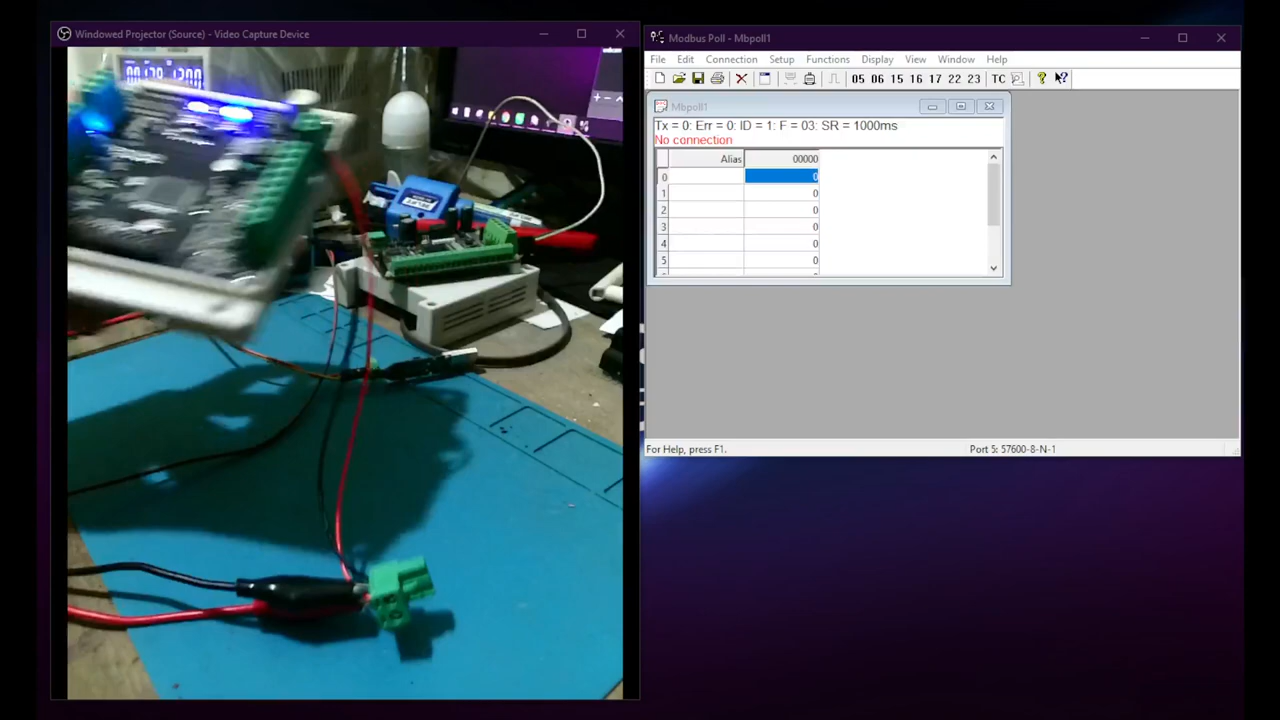 Windowed Projector (Source) - Video Capture Device
Modbus Poll - Mbpoll1
File Edit Connection Setup Functions Display View Window Help
05 06 15 16 17 22 23 TC
Mbpoll1
Tx = 0: Err = 0: ID = 1: F = 03: SR = 1000ms
No connection
Alias 00000
0 0
1 0
2 0
3 0
4 0
5 0
For Help, press F1.
Port 5: 57600-8-N-1